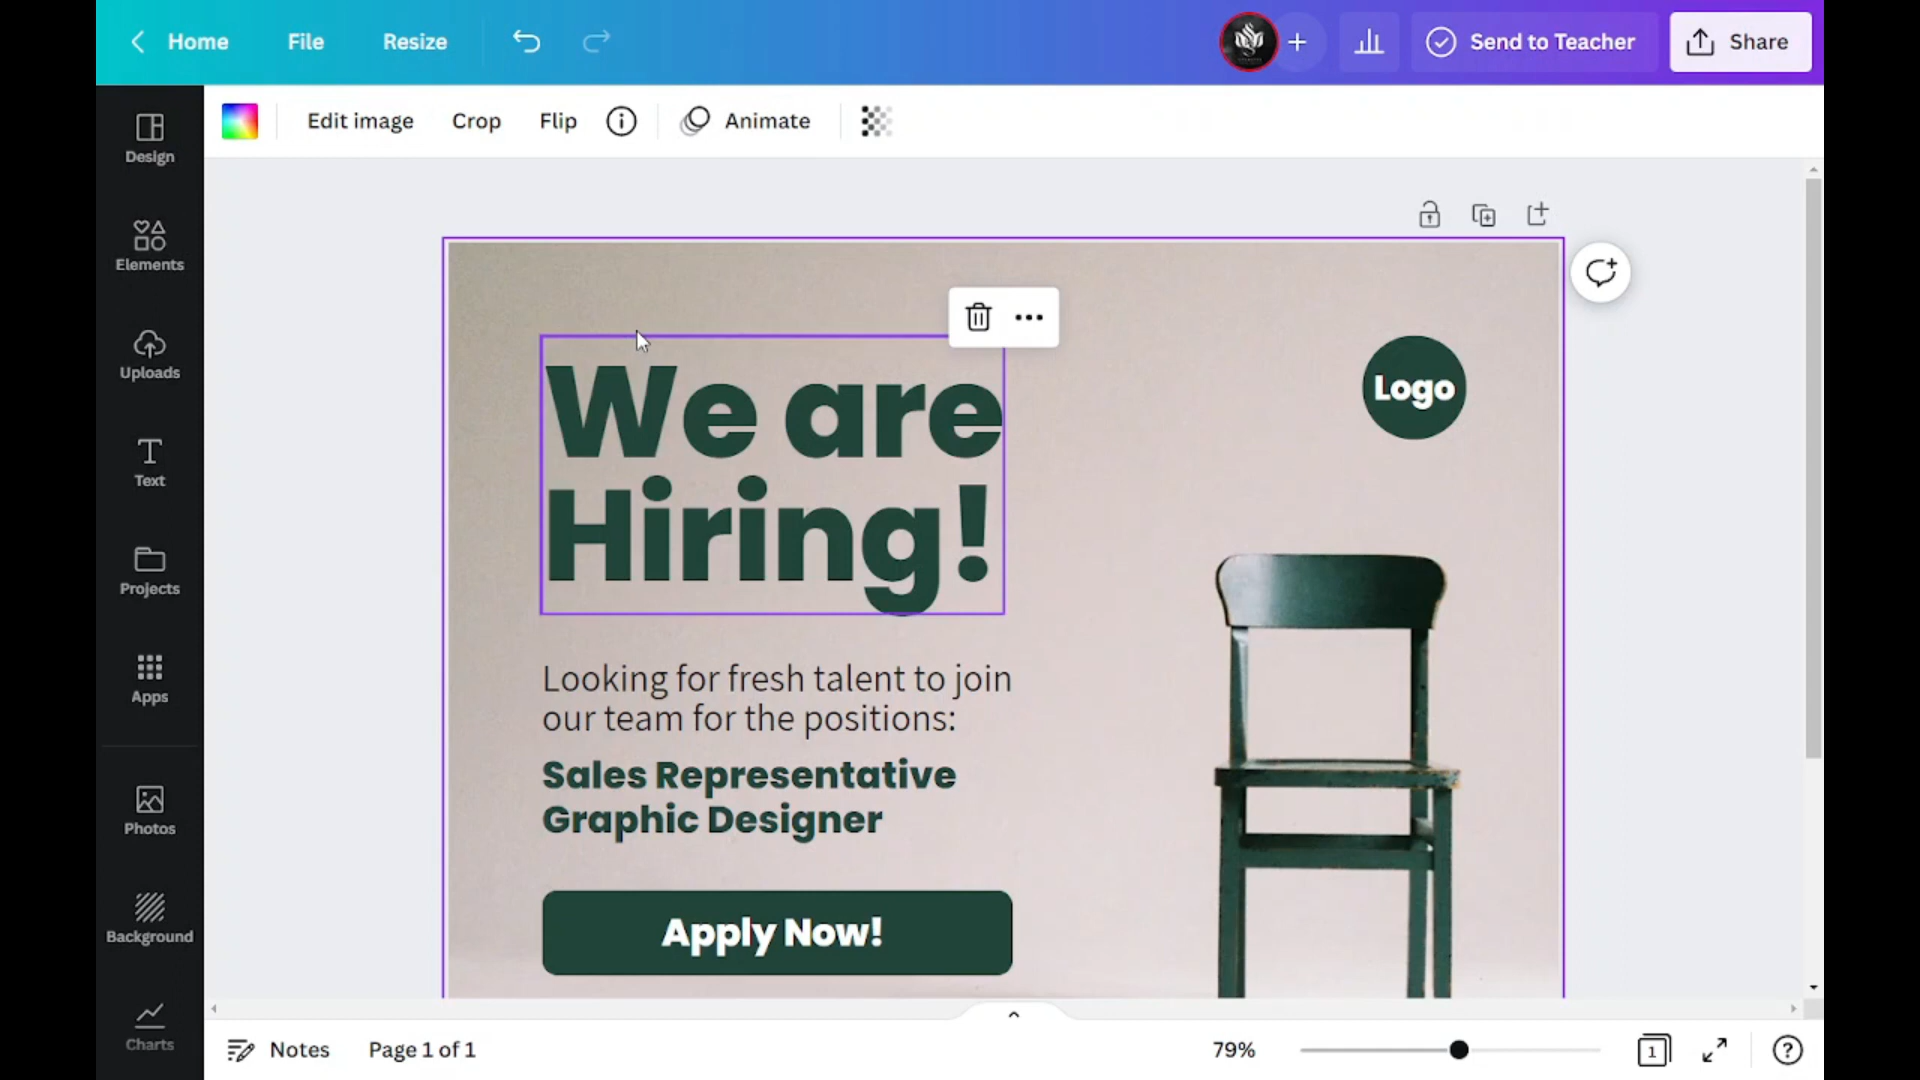 Home File Resize Send to Teacher Share
Edit image Crop Flip Animate
Design
Elements
Uploads
Text
Projects
Apps
Photos
Background
Charts
We are
Hiring!
Logo
Looking for fresh talent to join
our team for the positions:
Sales Representative
Graphic Designer
Apply Now!
Notes Page 1 of 1 79% 1